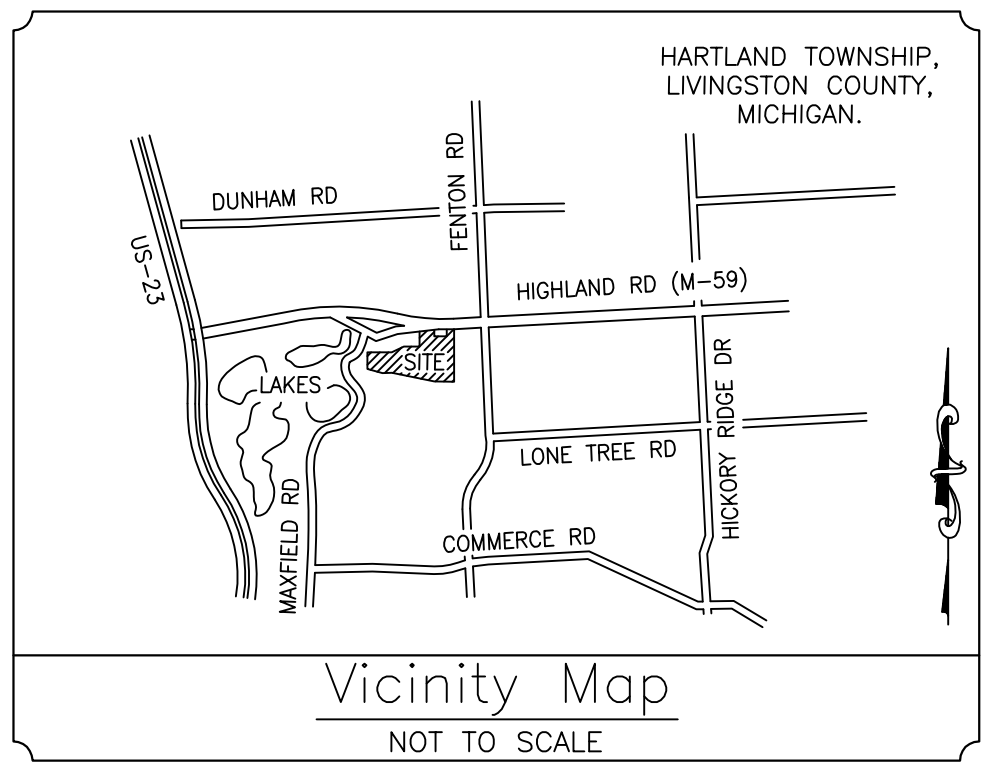 HARTLAND TOWNSHIP,
LIVINGSTON COUNTY,
MICHIGAN.
FENTON RD
DUNHAM RD
US-23
HIGHLAND RD (M-59)
SITE
LAKES
HICKORY RIDGE DR
LONE TREE RD
MAXFIELD RD
COMMERCE RD
Vicinity Map
NOT TO SCALE